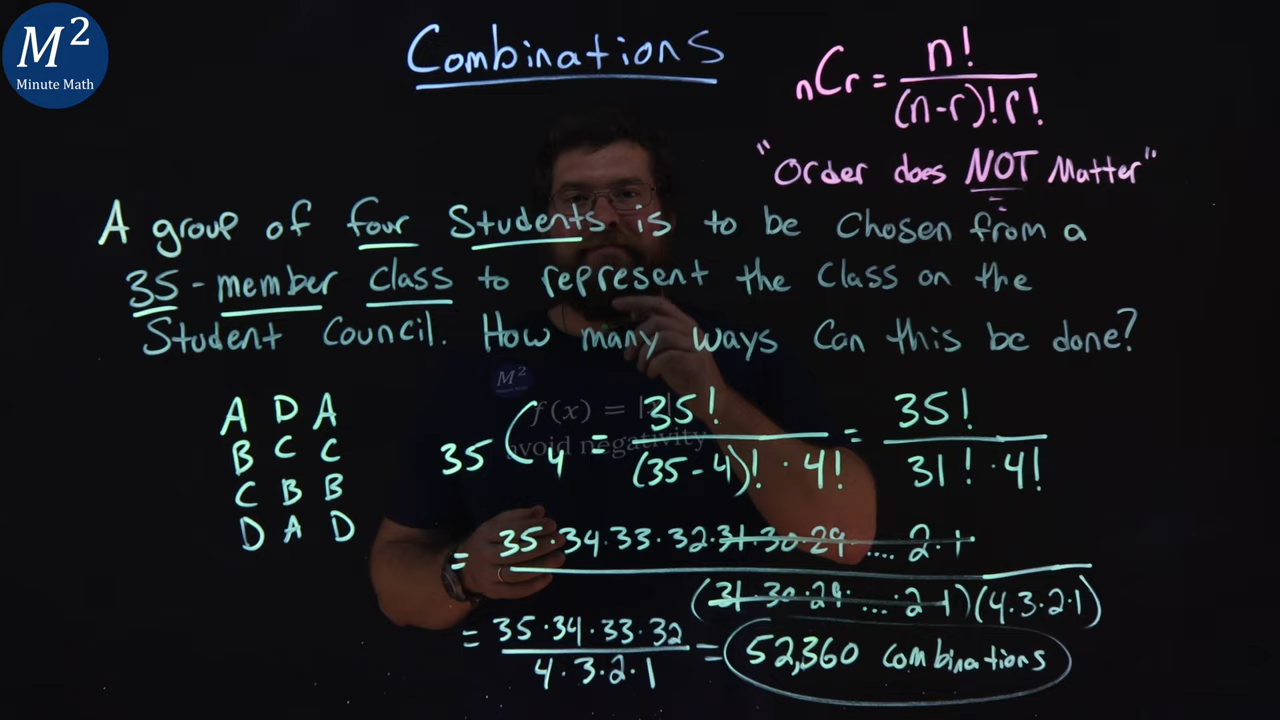 M²
Minute Math
Combinations
nCr = n! / (n-r)! r!
"Order does NOT Matter"
A group of four Students is to be Chosen from a
35-member class to represent the Class on the
Student Council. How many ways Can this be done?
A D A
B C C
C B B
D A D
M²
f(x) = |x|
avoid negativity
35 C 4 = 35! / (35-4)! · 4! = 35! / 31! · 4!
= 35·34·33·32·31·30·29 .... 2·1 / (31·30·29· ... ·2·1)(4·3·2·1)
= 35·34·33·32 / 4·3·2·1 = 52,360 combinations